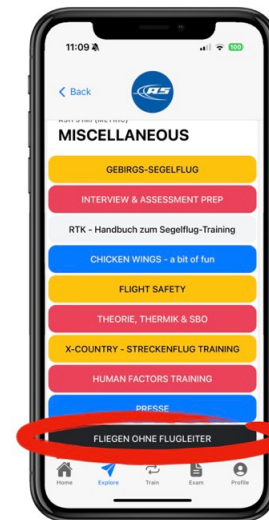 11:09
100
Back
AS
MISCELLANEOUS
GEBIRGS-SEGELFLUG
INTERVIEW & ASSESSMENT PREP
RTK - Handbuch zum Segelflug-Training
CHICKEN WINGS - a bit of fun
FLIGHT SAFETY
THEORIE, THERMIK & SBO
X-COUNTRY - STRECKENFLUG TRAINING
HUMAN FACTORS TRAINING
PRESSE
FLIEGEN OHNE FLUGLEITER
Home Explore Train Exam Profile